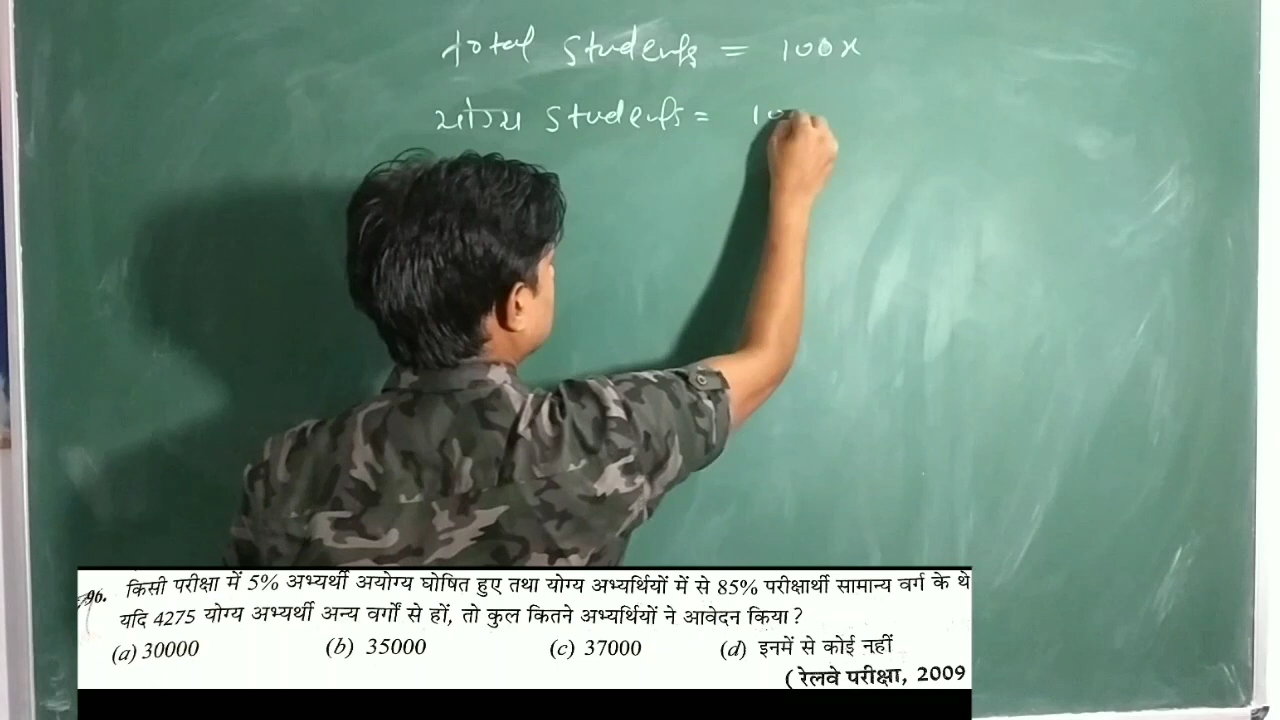 total students = 100x
योग्य students = 10
96. किसी परीक्षा में 5% अभ्यर्थी अयोग्य घोषित हुए तथा योग्य अभ्यर्थियों में से 85% परीक्षार्थी सामान्य वर्ग के थे
यदि 4275 योग्य अभ्यर्थी अन्य वर्गों से हों, तो कुल कितने अभ्यर्थियों ने आवेदन किया ?
(a) 30000 (b) 35000 (c) 37000 (d) इनमें से कोई नहीं
( रेलवे परीक्षा, 2009